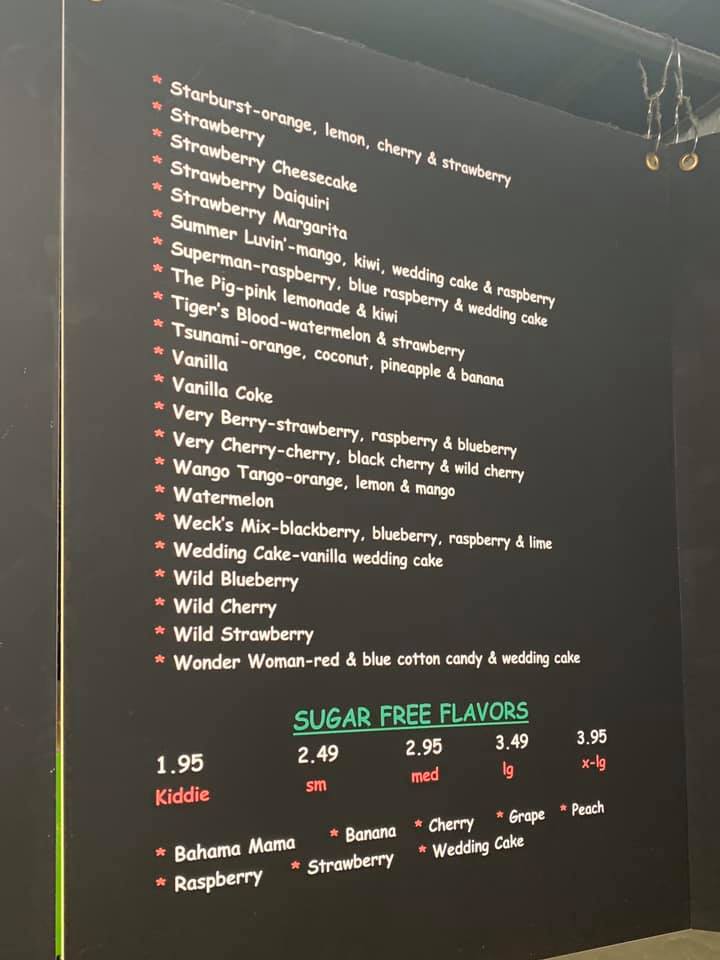 * Starburst-orange, lemon, cherry & strawberry
* Strawberry
* Strawberry Cheesecake
* Strawberry Daiquiri
* Strawberry Margarita
* Summer Luvin'-mango, kiwi, wedding cake & raspberry
* Superman-raspberry, blue raspberry & wedding cake
* The Pig-pink lemonade & kiwi
* Tiger's Blood-watermelon & strawberry
* Tsunami-orange, coconut, pineapple & banana
* Vanilla
* Vanilla Coke
* Very Berry-strawberry, raspberry & blueberry
* Very Cherry-cherry, black cherry & wild cherry
* Wango Tango-orange, lemon & mango
* Watermelon
* Weck's Mix-blackberry, blueberry, raspberry & lime
* Wedding Cake-vanilla wedding cake
* Wild Blueberry
* Wild Cherry
* Wild Strawberry
* Wonder Woman-red & blue cotton candy & wedding cake
SUGAR FREE FLAVORS
1.95 2.49 2.95 3.49 3.95
Kiddie sm med lg x-lg
* Bahama Mama * Banana * Cherry * Grape * Peach
* Raspberry * Strawberry * Wedding Cake